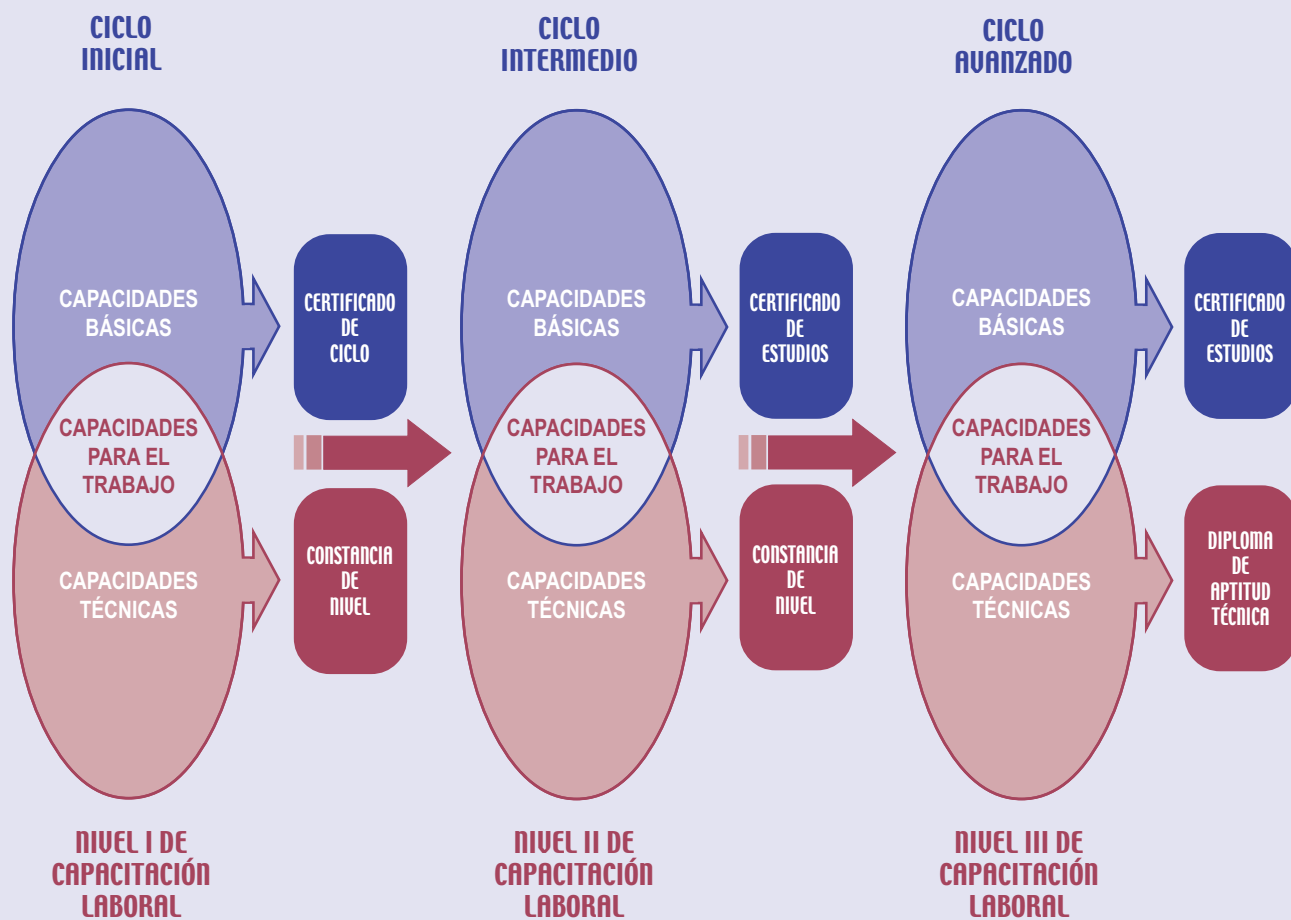 CICLO
INICIAL
CICLO
INTERMEDIO
CICLO
AVANZADO
CAPACIDADES
BÁSICAS
CERTIFICADO
DE
CICLO
CAPACIDADES
BÁSICAS
CERTIFICADO
DE
ESTUDIOS
CAPACIDADES
BÁSICAS
CERTIFICADO
DE
ESTUDIOS
CAPACIDADES
PARA EL
TRABAJO
CAPACIDADES
PARA EL
TRABAJO
CAPACIDADES
PARA EL
TRABAJO
CAPACIDADES
TÉCNICAS
CONSTANCIA
DE
NIVEL
CAPACIDADES
TÉCNICAS
CONSTANCIA
DE
NIVEL
CAPACIDADES
TÉCNICAS
DIPLOMA
DE
APTITUD
TÉCNICA
NIVEL I DE
CAPACITACIÓN
LABORAL
NIVEL II DE
CAPACITACIÓN
LABORAL
NIVEL III DE
CAPACITACIÓN
LABORAL